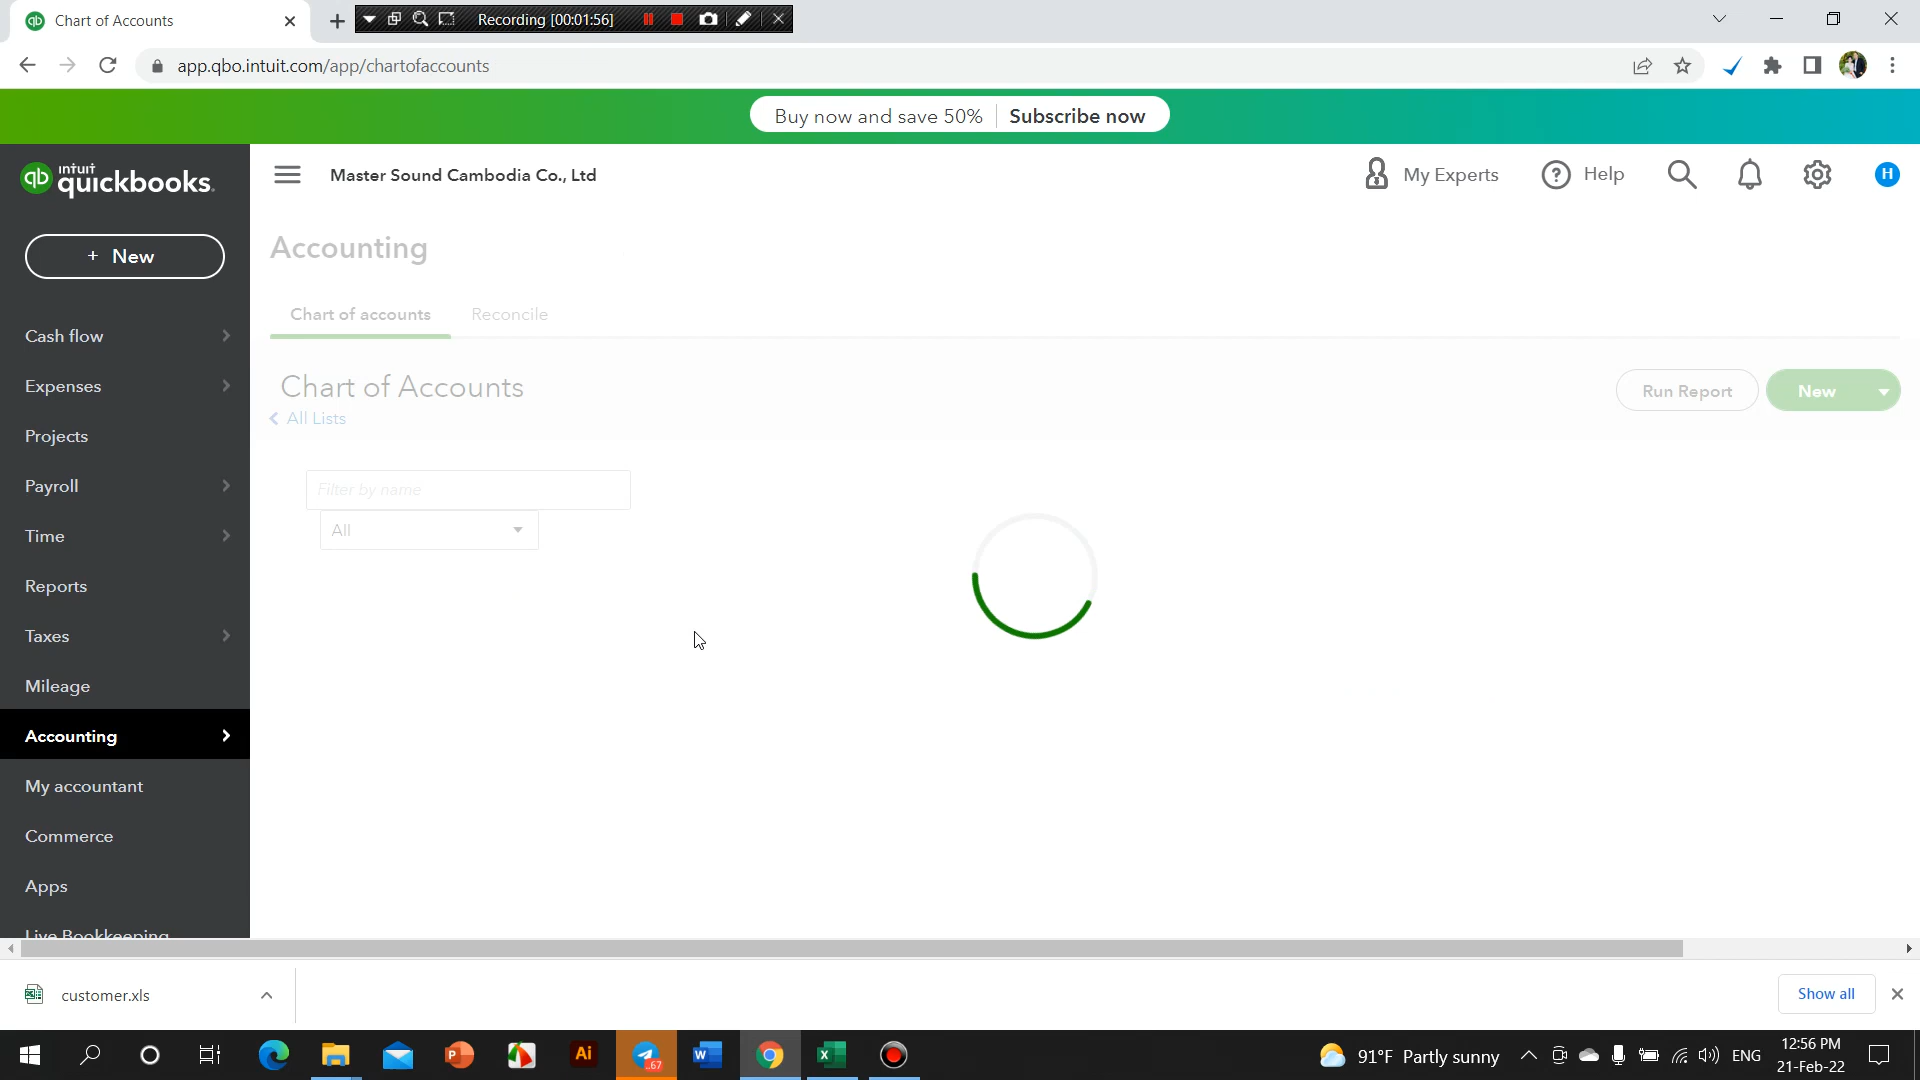 Chart of Accounts
Recording [00:01:56]
app.qbo.intuit.com/app/chartofaccounts
Buy now and save 50% Subscribe now
qb intuit quickbooks.
Master Sound Cambodia Co., Ltd
My Experts
Help
H
+ New
Accounting
Chart of accounts
Reconcile
Chart of Accounts
All Lists
Run Report
New
Filter by name
All
Cash flow
Expenses
Projects
Payroll
Time
Reports
Taxes
Mileage
Accounting
My accountant
Commerce
Apps
Live Bookkeeping
customer.xls
Show all
67
91°F Partly sunny
ENG
12:56 PM
21-Feb-22